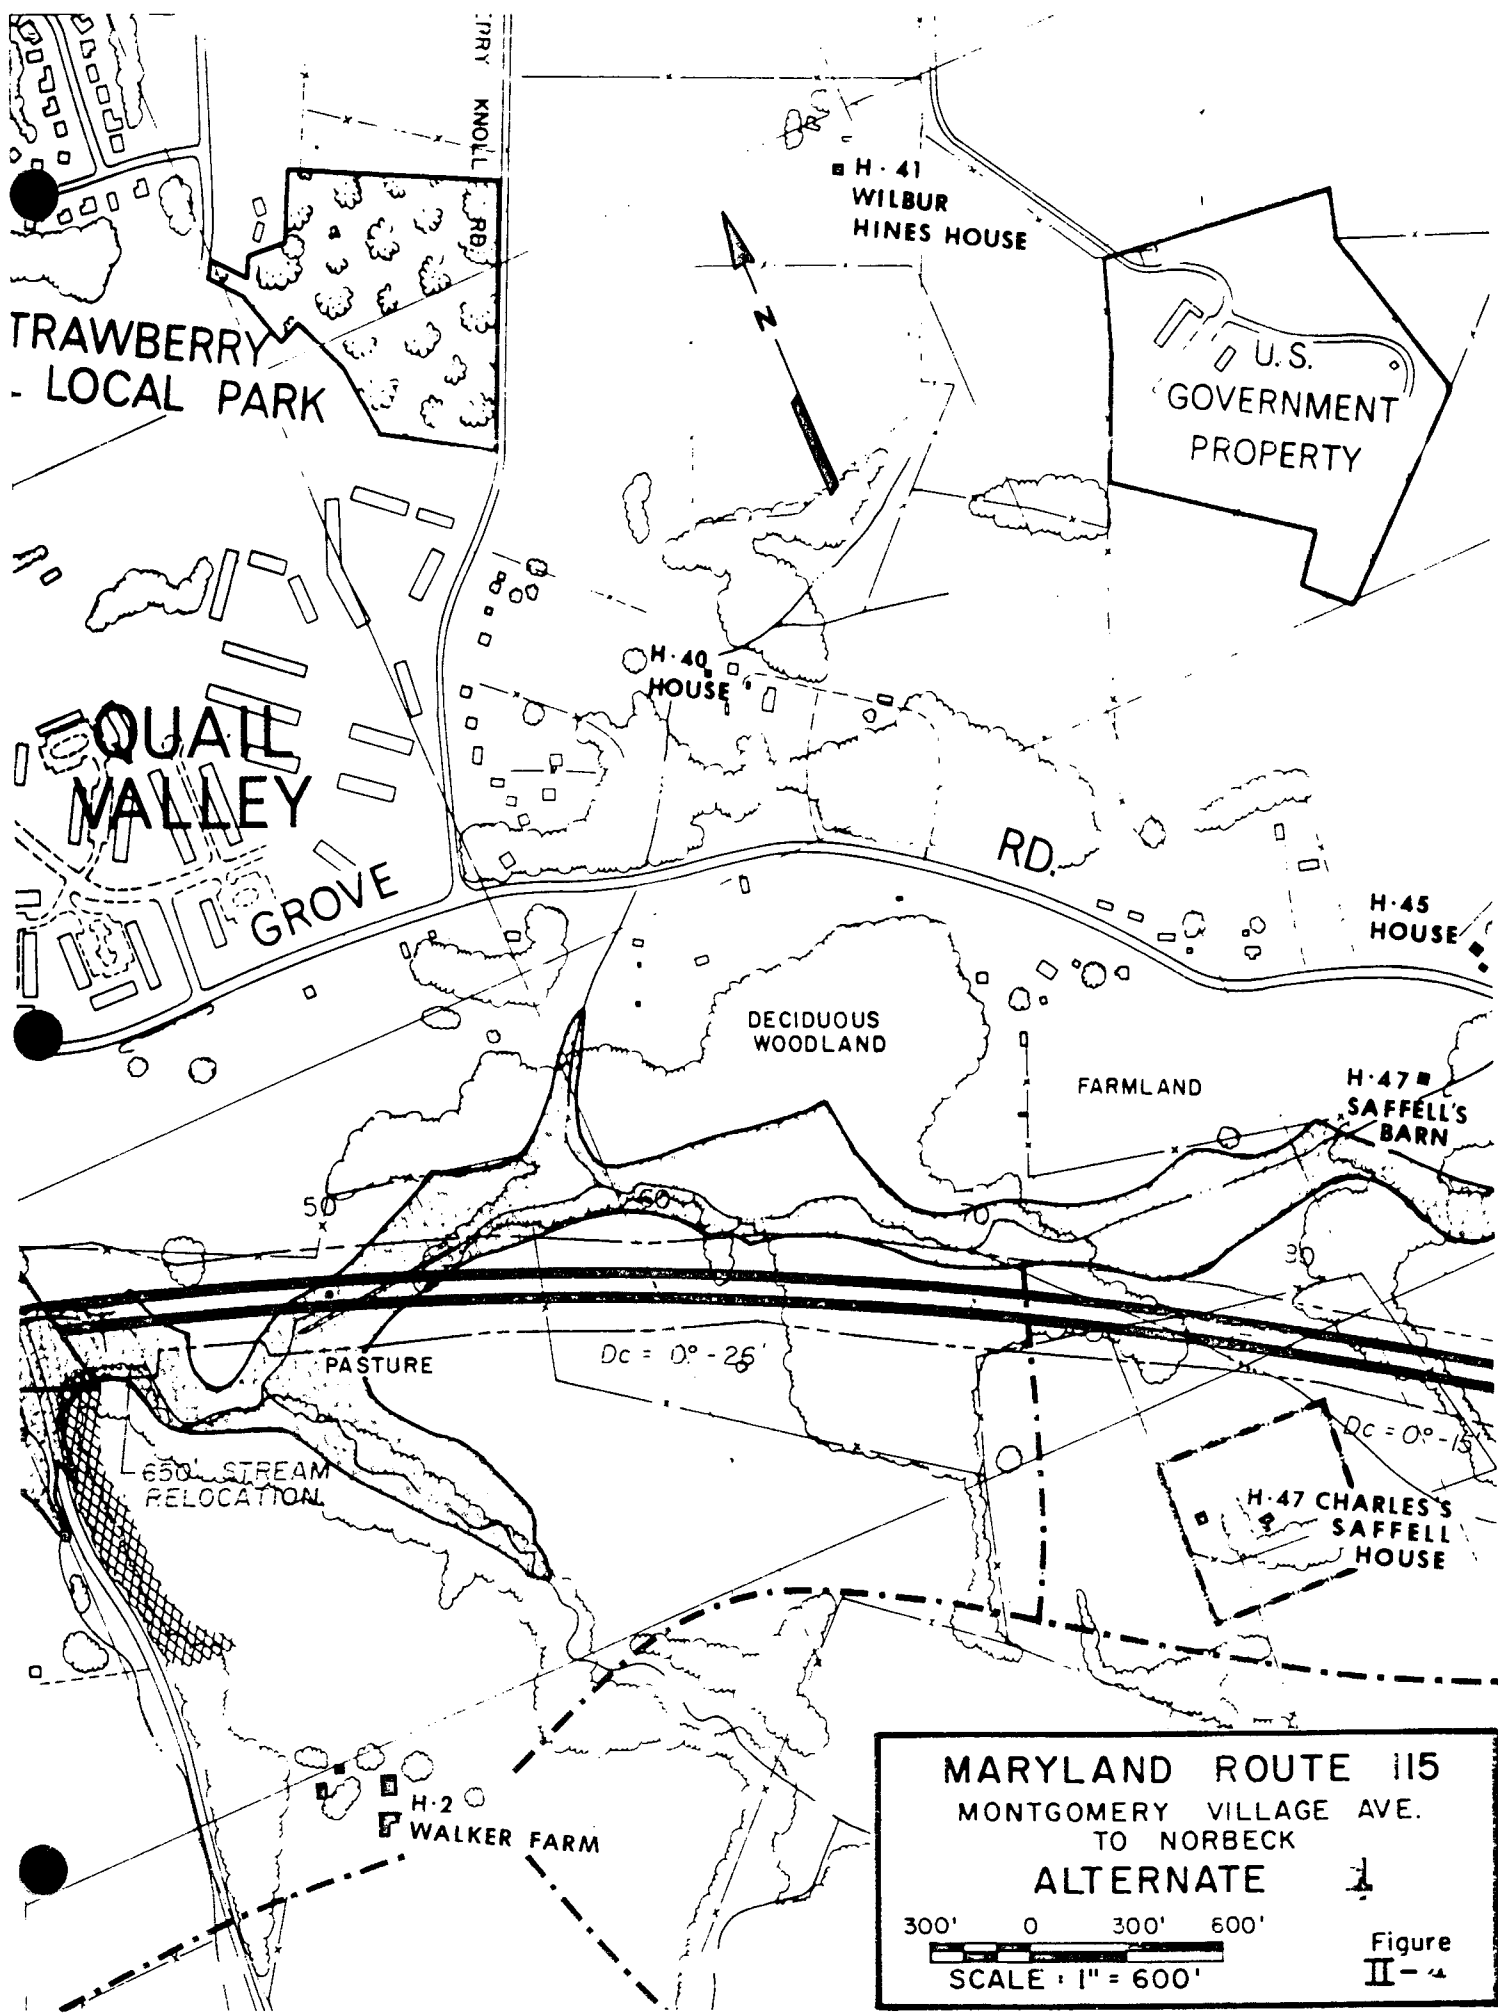 KNOLL
RD.
H-41
WILBUR
HINES HOUSE
N
TRAWBERRY
LOCAL PARK
U.S.
GOVERNMENT
PROPERTY
H-40
HOUSE
QUAIL
VALLEY
GROVE
RD.
H-45
HOUSE
DECIDUOUS
WOODLAND
FARMLAND
H-47
SAFFELL'S
BARN
50
60
70
PASTURE
Dc = 0° - 26'
Dc = 0° - 15'
650' STREAM
RELOCATION
H-47 CHARLES'S
SAFFELL
HOUSE
H-2
WALKER FARM
MARYLAND ROUTE 115
MONTGOMERY VILLAGE AVE.
TO NORBECK
ALTERNATE
300' 0 300' 600'
SCALE : 1" = 600'
Figure
II-